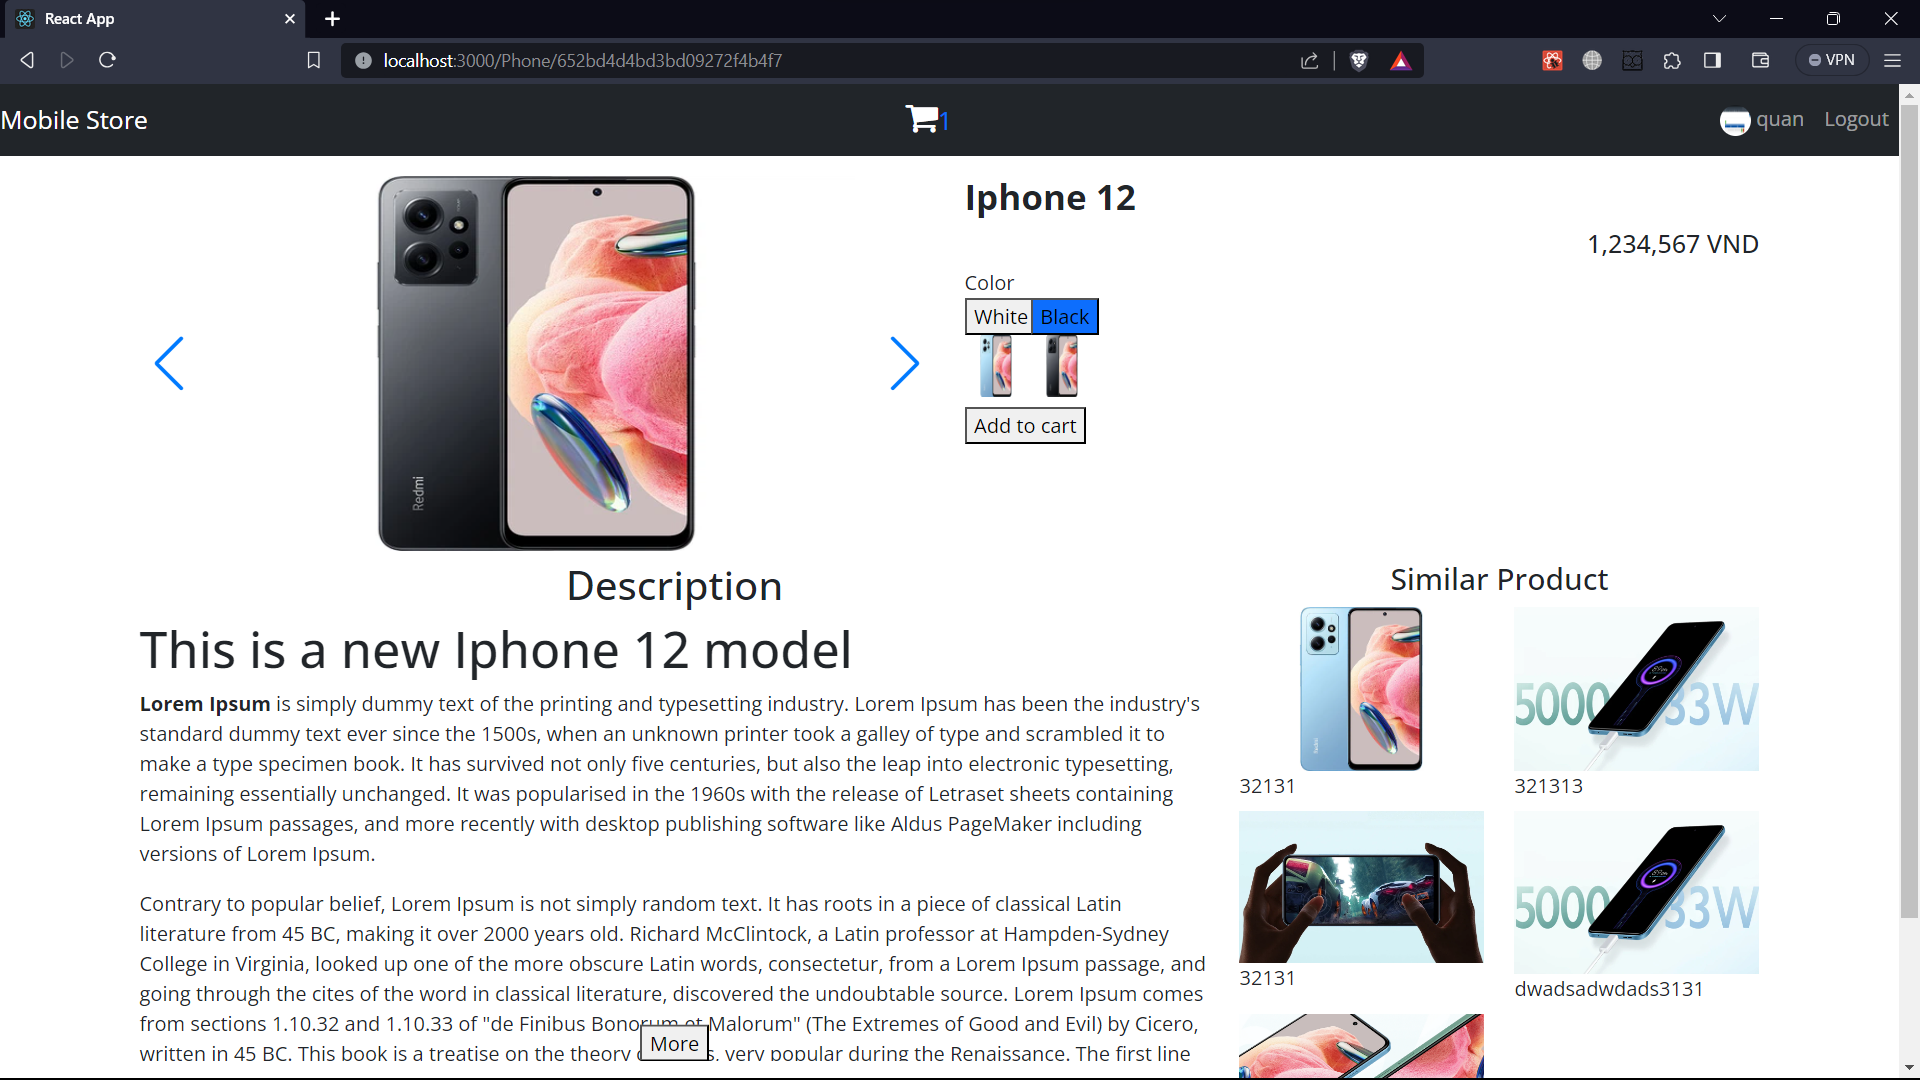 React App
localhost:3000/Phone/652bd4d4bd3bd09272f4b4f7
VPN
Mobile Store
1
quan
Logout
Redmi
Iphone 12
1,234,567 VND
Color
White
Black
Add to cart
Description
This is a new Iphone 12 model
Lorem Ipsum is simply dummy text of the printing and typesetting industry. Lorem Ipsum has been the industry's
standard dummy text ever since the 1500s, when an unknown printer took a galley of type and scrambled it to
make a type specimen book. It has survived not only five centuries, but also the leap into electronic typesetting,
remaining essentially unchanged. It was popularised in the 1960s with the release of Letraset sheets containing
Lorem Ipsum passages, and more recently with desktop publishing software like Aldus PageMaker including
versions of Lorem Ipsum.
Contrary to popular belief, Lorem Ipsum is not simply random text. It has roots in a piece of classical Latin
literature from 45 BC, making it over 2000 years old. Richard McClintock, a Latin professor at Hampden-Sydney
College in Virginia, looked up one of the more obscure Latin words, consectetur, from a Lorem Ipsum passage, and
going through the cites of the word in classical literature, discovered the undoubtable source. Lorem Ipsum comes
from sections 1.10.32 and 1.10.33 of "de Finibus Bonorum et Malorum" (The Extremes of Good and Evil) by Cicero,
written in 45 BC. This book is a treatise on the theory very popular during the Renaissance. The first line
More
Similar Product
Redmi
32131
5000 33W
321313
32131
5000 33W
dwadsadwdads3131